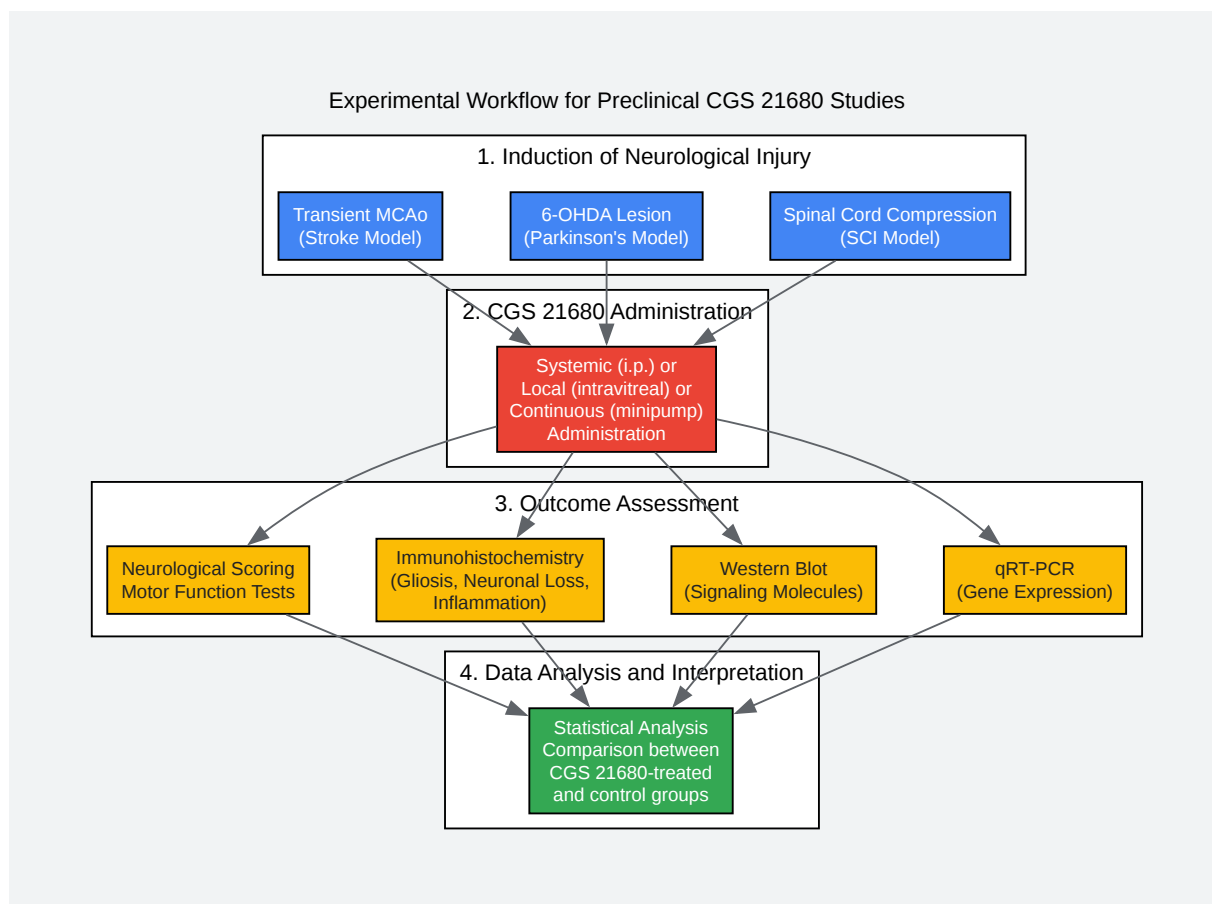 Experimental Workflow for Preclinical CGS 21680 Studies
1. Induction of Neurological Injury
Transient MCAo
(Stroke Model)
6-OHDA Lesion
(Parkinson's Model)
Spinal Cord Compression
(SCI Model)
2. CGS 21680 Administration
Systemic (i.p.) or
Local (intravitreal) or
Continuous (minipump)
Administration
3. Outcome Assessment
Neurological Scoring
Motor Function Tests
Immunohistochemistry
(Gliosis, Neuronal Loss,
Inflammation)
Western Blot
(Signaling Molecules)
qRT-PCR
(Gene Expression)
4. Data Analysis and Interpretation
Statistical Analysis
Comparison between
CGS 21680-treated
and control groups